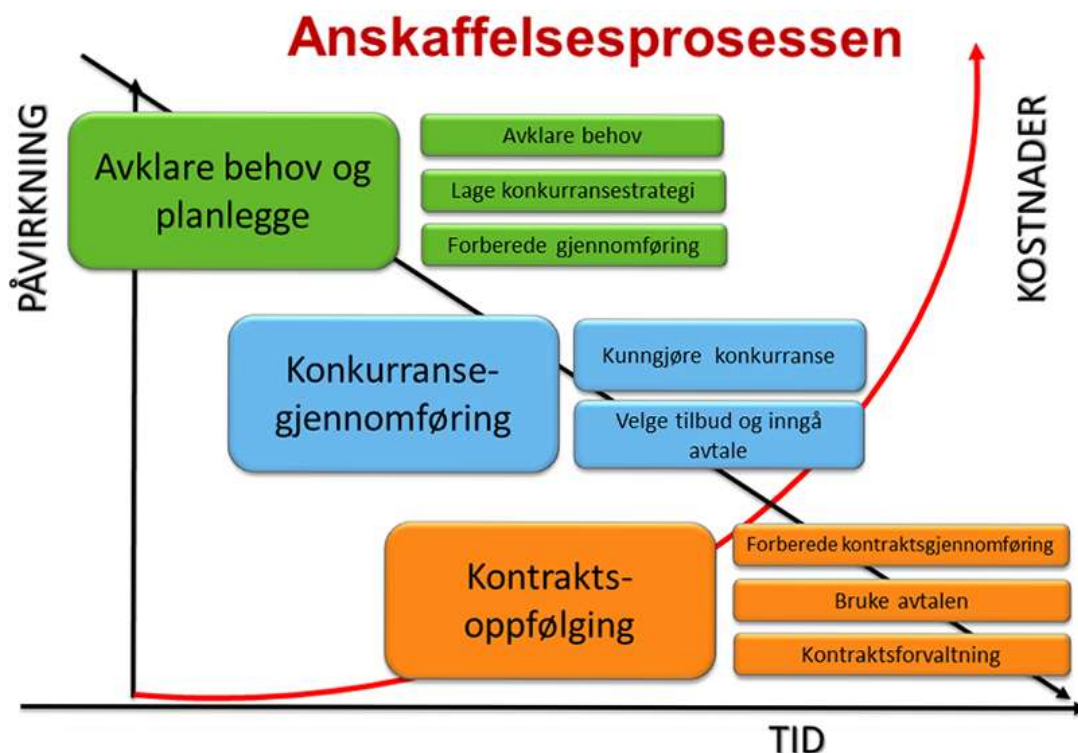 Anskaffelsesprosessen
PÅVIRKNING
KOSTNADER
Avklare behov og
planlegge
Avklare behov
Lage konkurransestrategi
Forberede gjennomføring
Konkurranse-
gjennomføring
Kunngjøre konkurranse
Velge tilbud og inngå
avtale
Kontrakts-
oppfølging
Forberede kontraktsgjennomføring
Bruke avtalen
Kontraktsforvaltning
TID